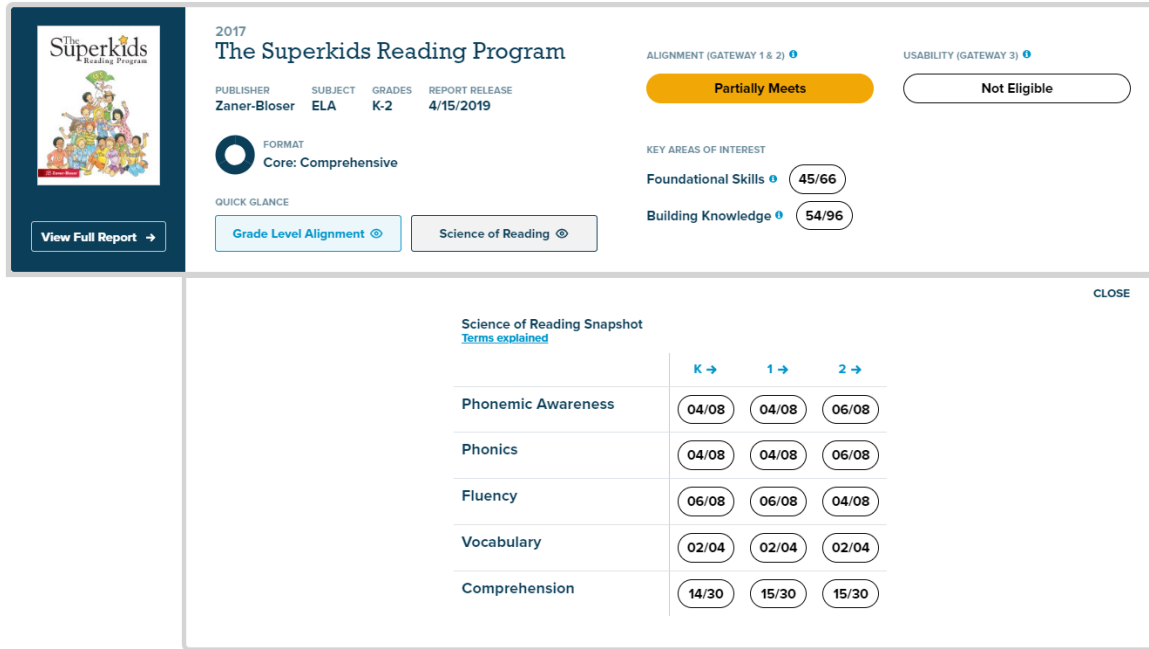 The
Superkids
Reading Program
Zaner-Bloser
View Full Report →
2017
The Superkids Reading Program
PUBLISHER SUBJECT GRADES REPORT RELEASE
Zaner-Bloser ELA K-2 4/15/2019
FORMAT
Core: Comprehensive
QUICK GLANCE
Grade Level Alignment
Science of Reading
ALIGNMENT (GATEWAY 1 & 2)
Partially Meets
USABILITY (GATEWAY 3)
Not Eligible
KEY AREAS OF INTEREST
Foundational Skills 45/66
Building Knowledge 54/96
CLOSE
Science of Reading Snapshot
Terms explained
K → 1 → 2 →
Phonemic Awareness 04/08 04/08 06/08
Phonics 04/08 04/08 06/08
Fluency 06/08 06/08 04/08
Vocabulary 02/04 02/04 02/04
Comprehension 14/30 15/30 15/30